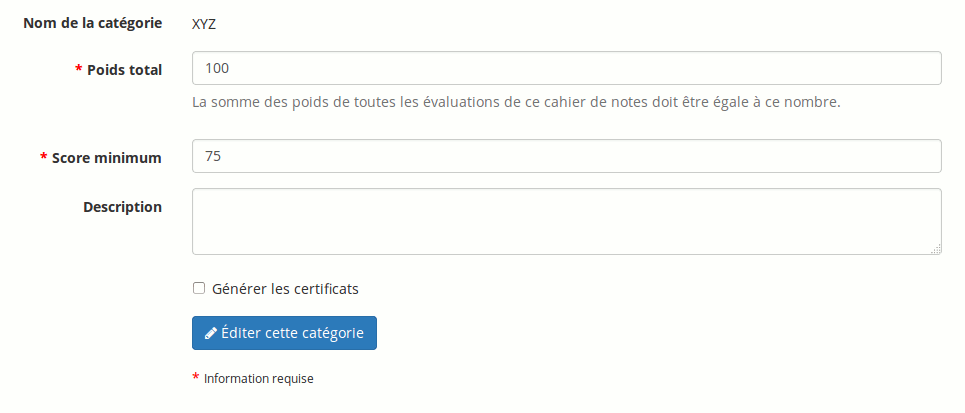 Nom de la catégorie XYZ
* Poids total 100
La somme des poids de toutes les évaluations de ce cahier de notes doit être égale à ce nombre.
* Score minimum 75
Description
Générer les certificats
Éditer cette catégorie
* Information requise